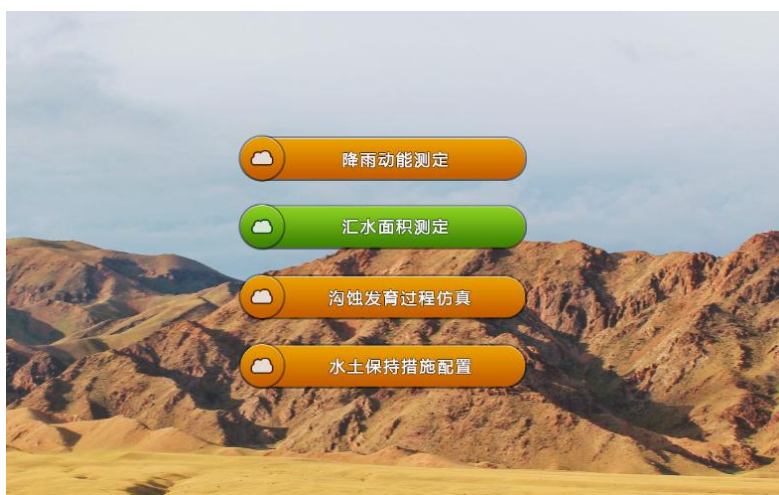 降雨动能测定
汇水面积测定
沟蚀发育过程仿真
水土保持措施配置